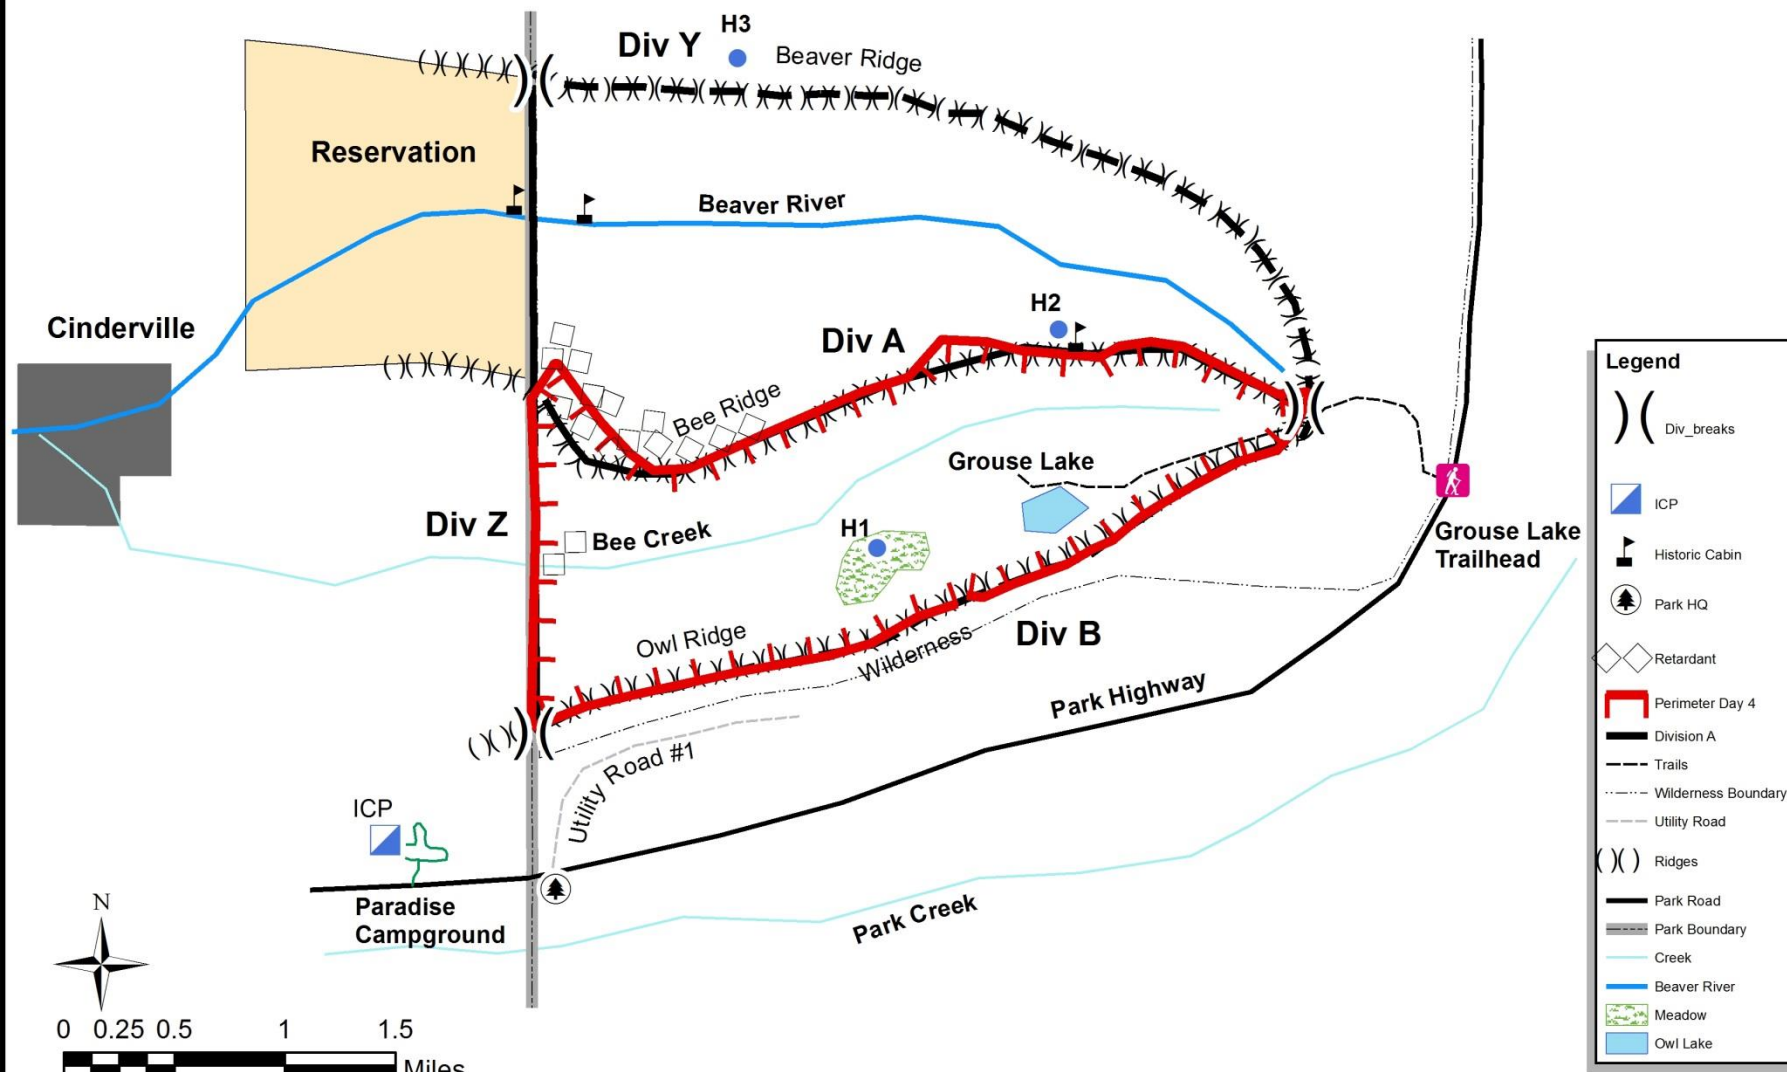 H3
Div Y
Beaver Ridge
Reservation
Beaver River
Cinderville
H2
Div A
Bee Ridge
Grouse Lake
Div Z
Bee Creek
H1
Grouse Lake
Trailhead
Owl Ridge
Div B
Wilderness
Park Highway
Utility Road #1
ICP
Paradise
Campground
Park Creek
N
0 0.25 0.5 1 1.5
Miles
Legend
Div_breaks
ICP
Historic Cabin
Park HQ
Retardant
Perimeter Day 4
Division A
Trails
Wilderness Boundary
Utility Road
Ridges
Park Road
Park Boundary
Creek
Beaver River
Meadow
Owl Lake